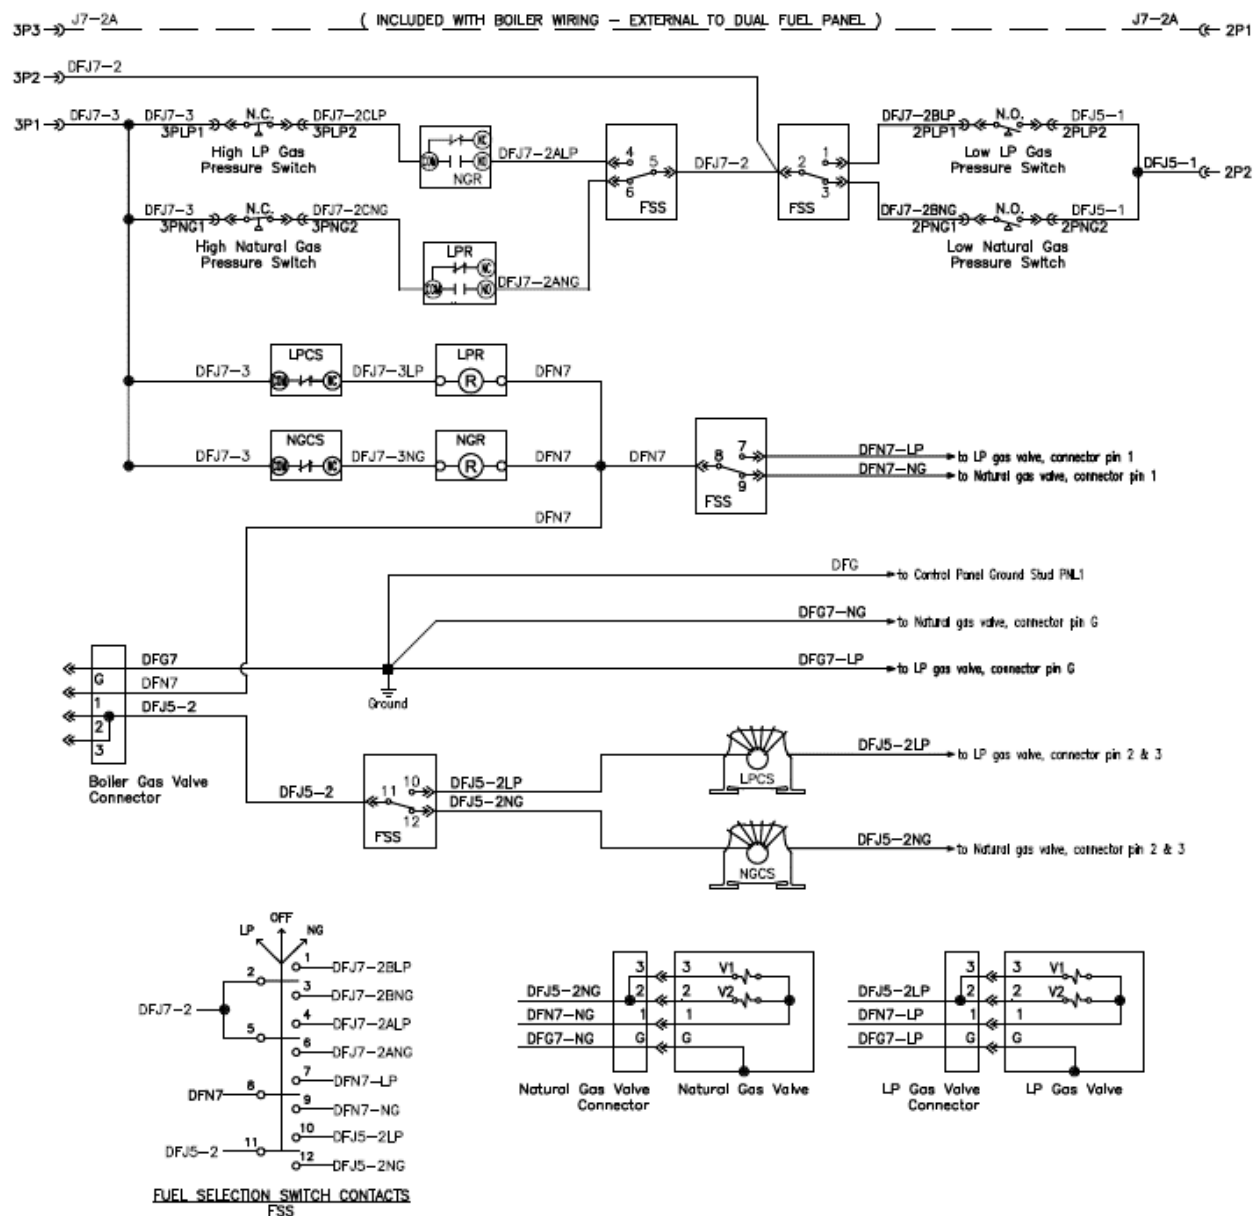 J7-2A ( INCLUDED WITH BOILER WIRING – EXTERNAL TO DUAL FUEL PANEL ) J7-2A
3P3 2P1
DFJ7-2
3P2
3P1 DFJ7-3 DFJ7-3 N.C. DFJ7-2CLP
3PLP1 3PLP2
High LP Gas
Pressure Switch
NC
COM NO
NGR
DFJ7-2ALP
4
5
6
FSS
DFJ7-2
1
2
3
FSS
DFJ7-2BLP N.O. DFJ5-1
2PLP1 2PLP2
Low LP Gas
Pressure Switch
DFJ5-1
2P2
DFJ7-3 N.C. DFJ7-2CNG
3PNG1 3PNG2
High Natural Gas
Pressure Switch
LPR
NC
COM NO
DFJ7-2ANG
DFJ7-2BNG N.O. DFJ5-1
2PNG1 2PNG2
Low Natural Gas
Pressure Switch
LPCS LPR
DFJ7-3 COM NC DFJ7-3LP R DFN7
NGCS NGR
DFJ7-3 COM NC DFJ7-3NG R DFN7
DFN7
7
8
9
FSS
DFN7-LP to LP gas valve, connector pin 1
DFN7-NG to Natural gas valve, connector pin 1
DFN7
DFG to Control Panel Ground Stud PNL1
DFG7-NG to Natural gas valve, connector pin G
DFG7-LP to LP gas valve, connector pin G
DFG7
G
DFN7
1
DFJ5-2
2
3
Ground
Boiler Gas Valve
Connector
DFJ5-2
10
11
12
FSS
DFJ5-2LP
DFJ5-2NG
LPCS
DFJ5-2LP to LP gas valve, connector pin 2 & 3
NGCS
DFJ5-2NG to Natural gas valve, connector pin 2 & 3
OFF
LP NG
1 DFJ7-2BLP
2
3 DFJ7-2BNG
DFJ7-2
4 DFJ7-2ALP
5
6 DFJ7-2ANG
7 DFN7-LP
DFN7 8
9 DFN7-NG
10 DFJ5-2LP
DFJ5-2 11
12 DFJ5-2NG
FUEL SELECTION SWITCH CONTACTS
FSS
3 3 V1
DFJ5-2NG 2 2 V2
DFN7-NG 1 1
DFG7-NG G G
Natural Gas Valve
Connector
Natural Gas Valve
3 3 V1
DFJ5-2LP 2 2 V2
DFN7-LP 1 1
DFG7-LP G G
LP Gas Valve
Connector
LP Gas Valve